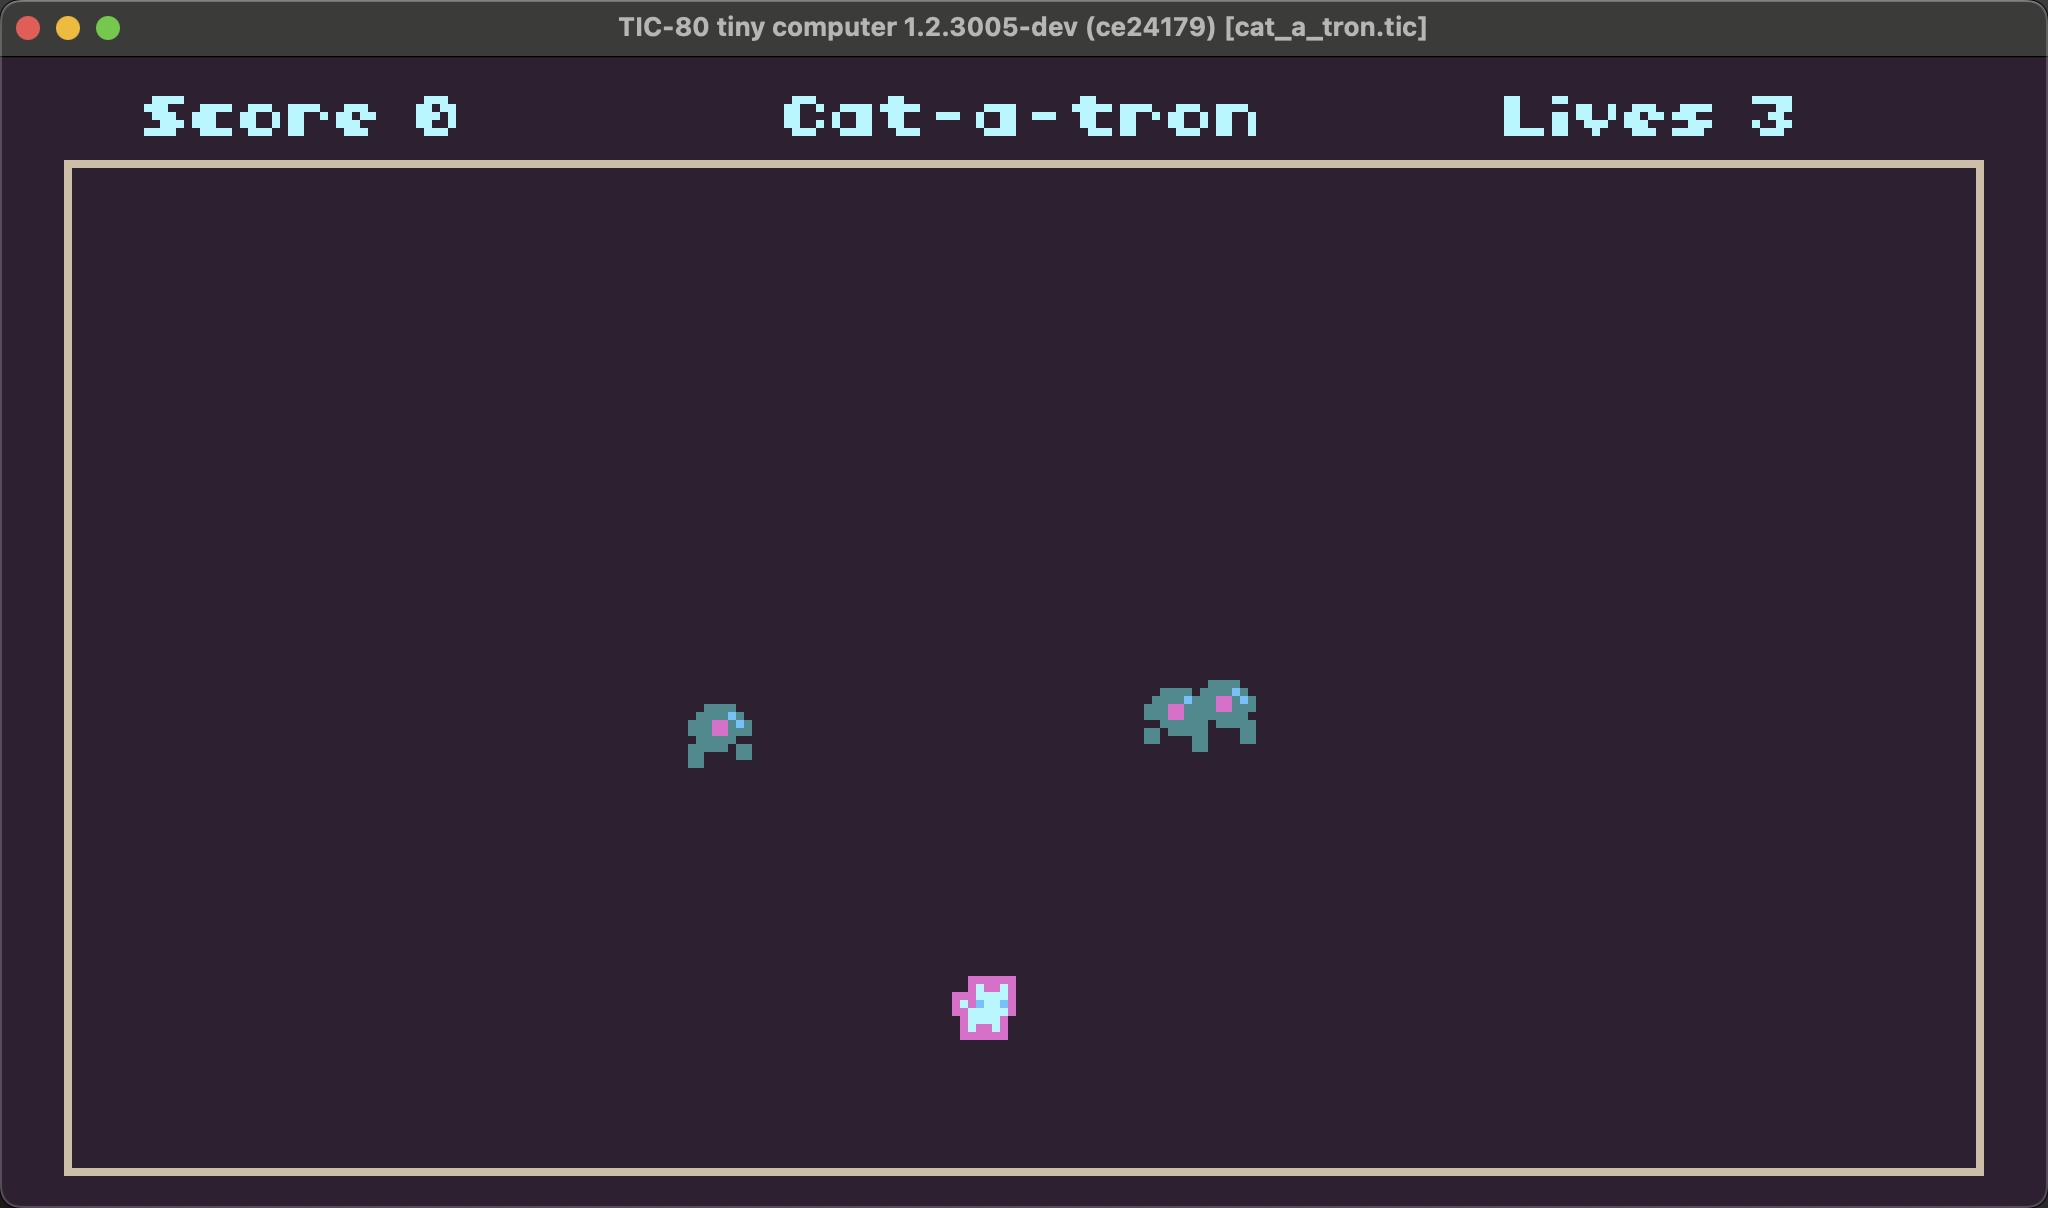 TIC-80 tiny computer 1.2.3005-dev (ce24179) [cat_a_tron.tic]
Score 0 Cat-a-tron Lives 3